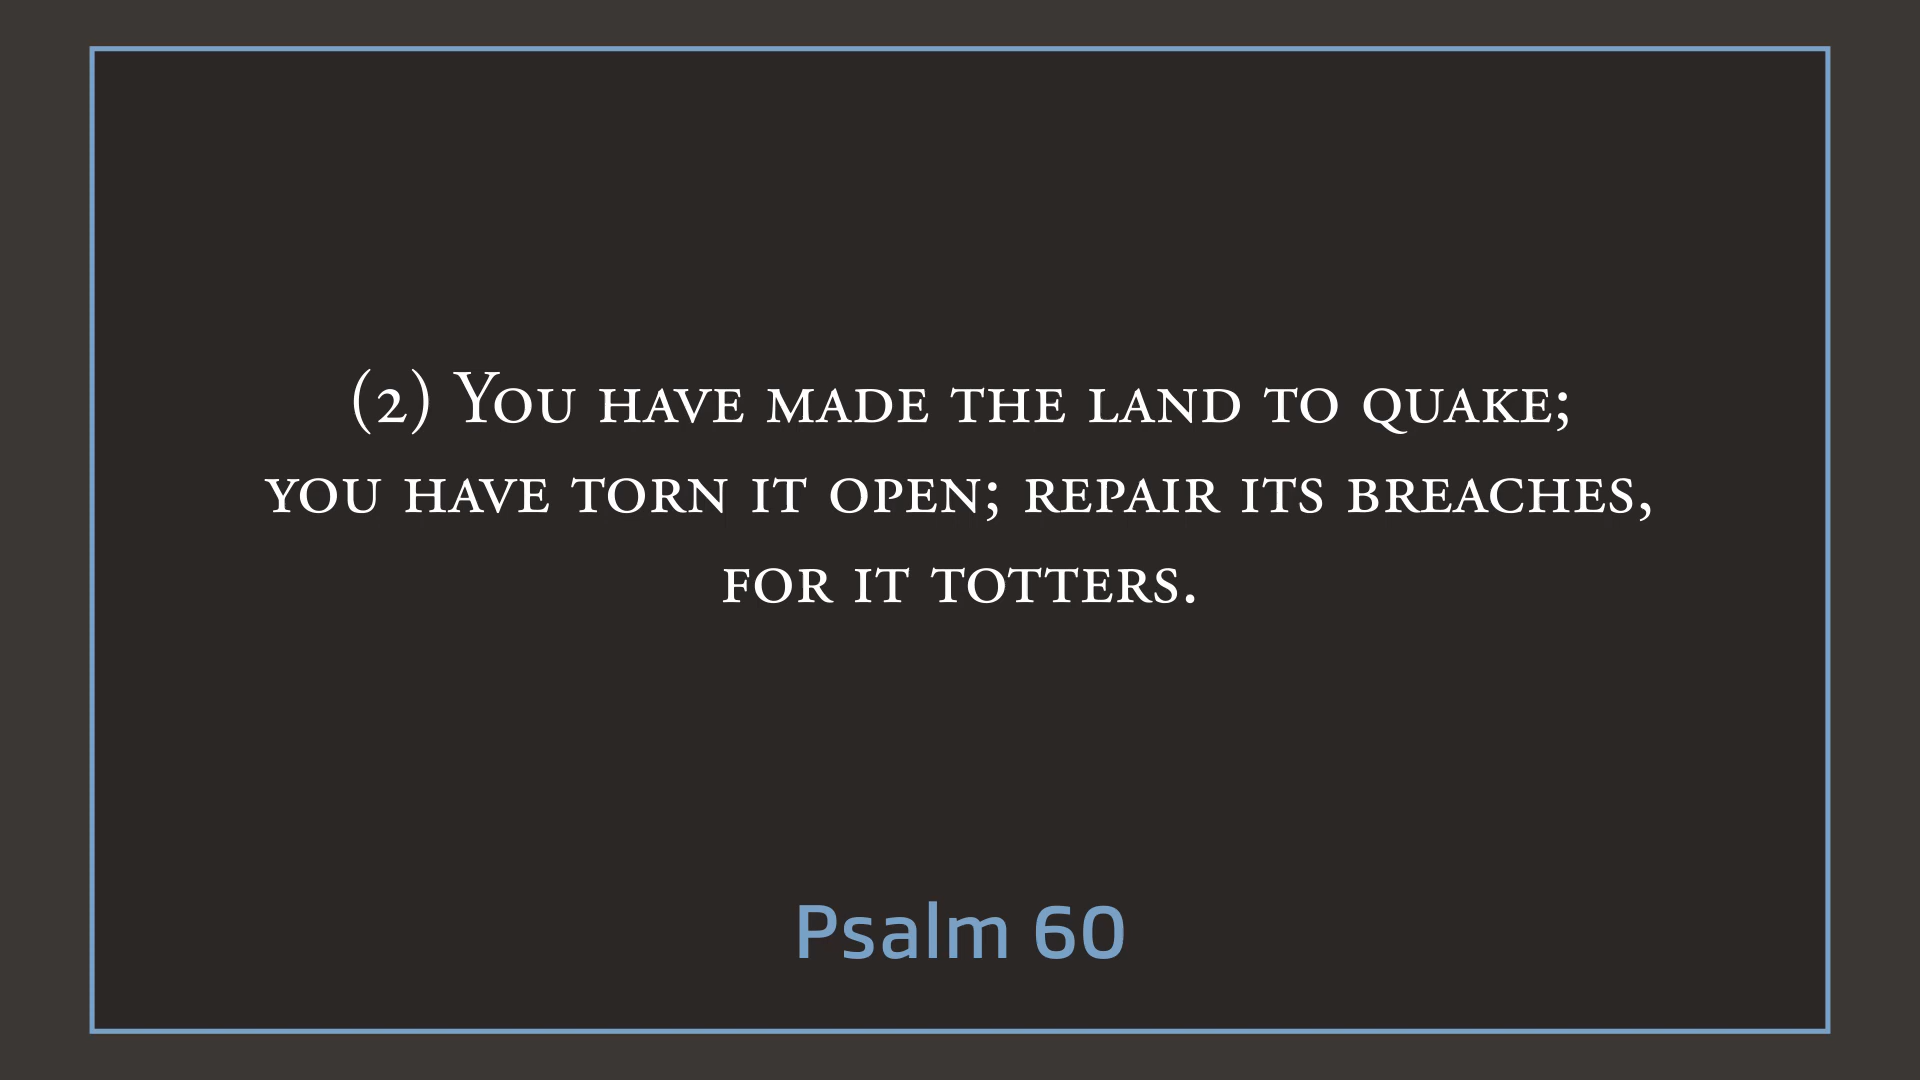 (2) You have made the land to quake;
you have torn it open; repair its breaches,
for it totters.
Psalm 60